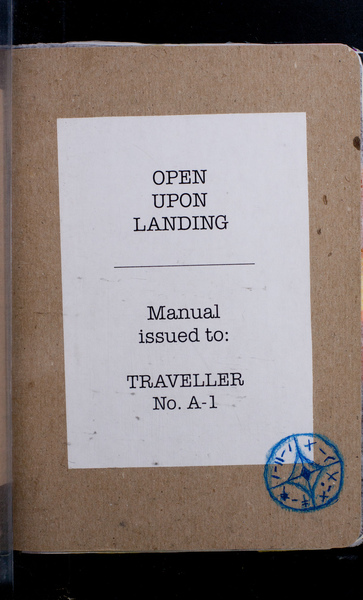 OPEN
UPON
LANDING
Manual
issued to:
TRAVELLER
No. A-1